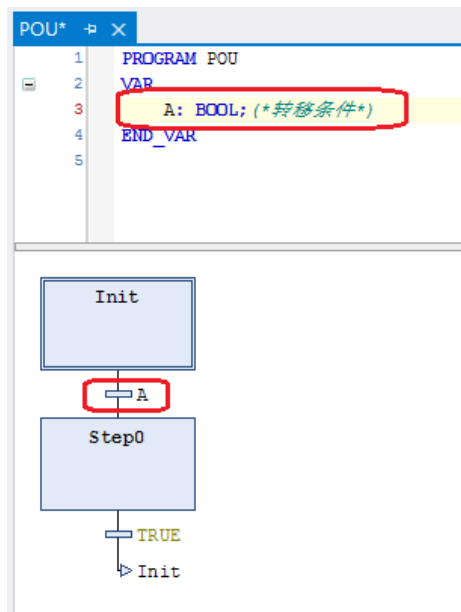 POU*
1 PROGRAM POU
2 VAR
3 A: BOOL;(*转移条件*)
4 END_VAR
5
Init
A
Step0
TRUE
Init